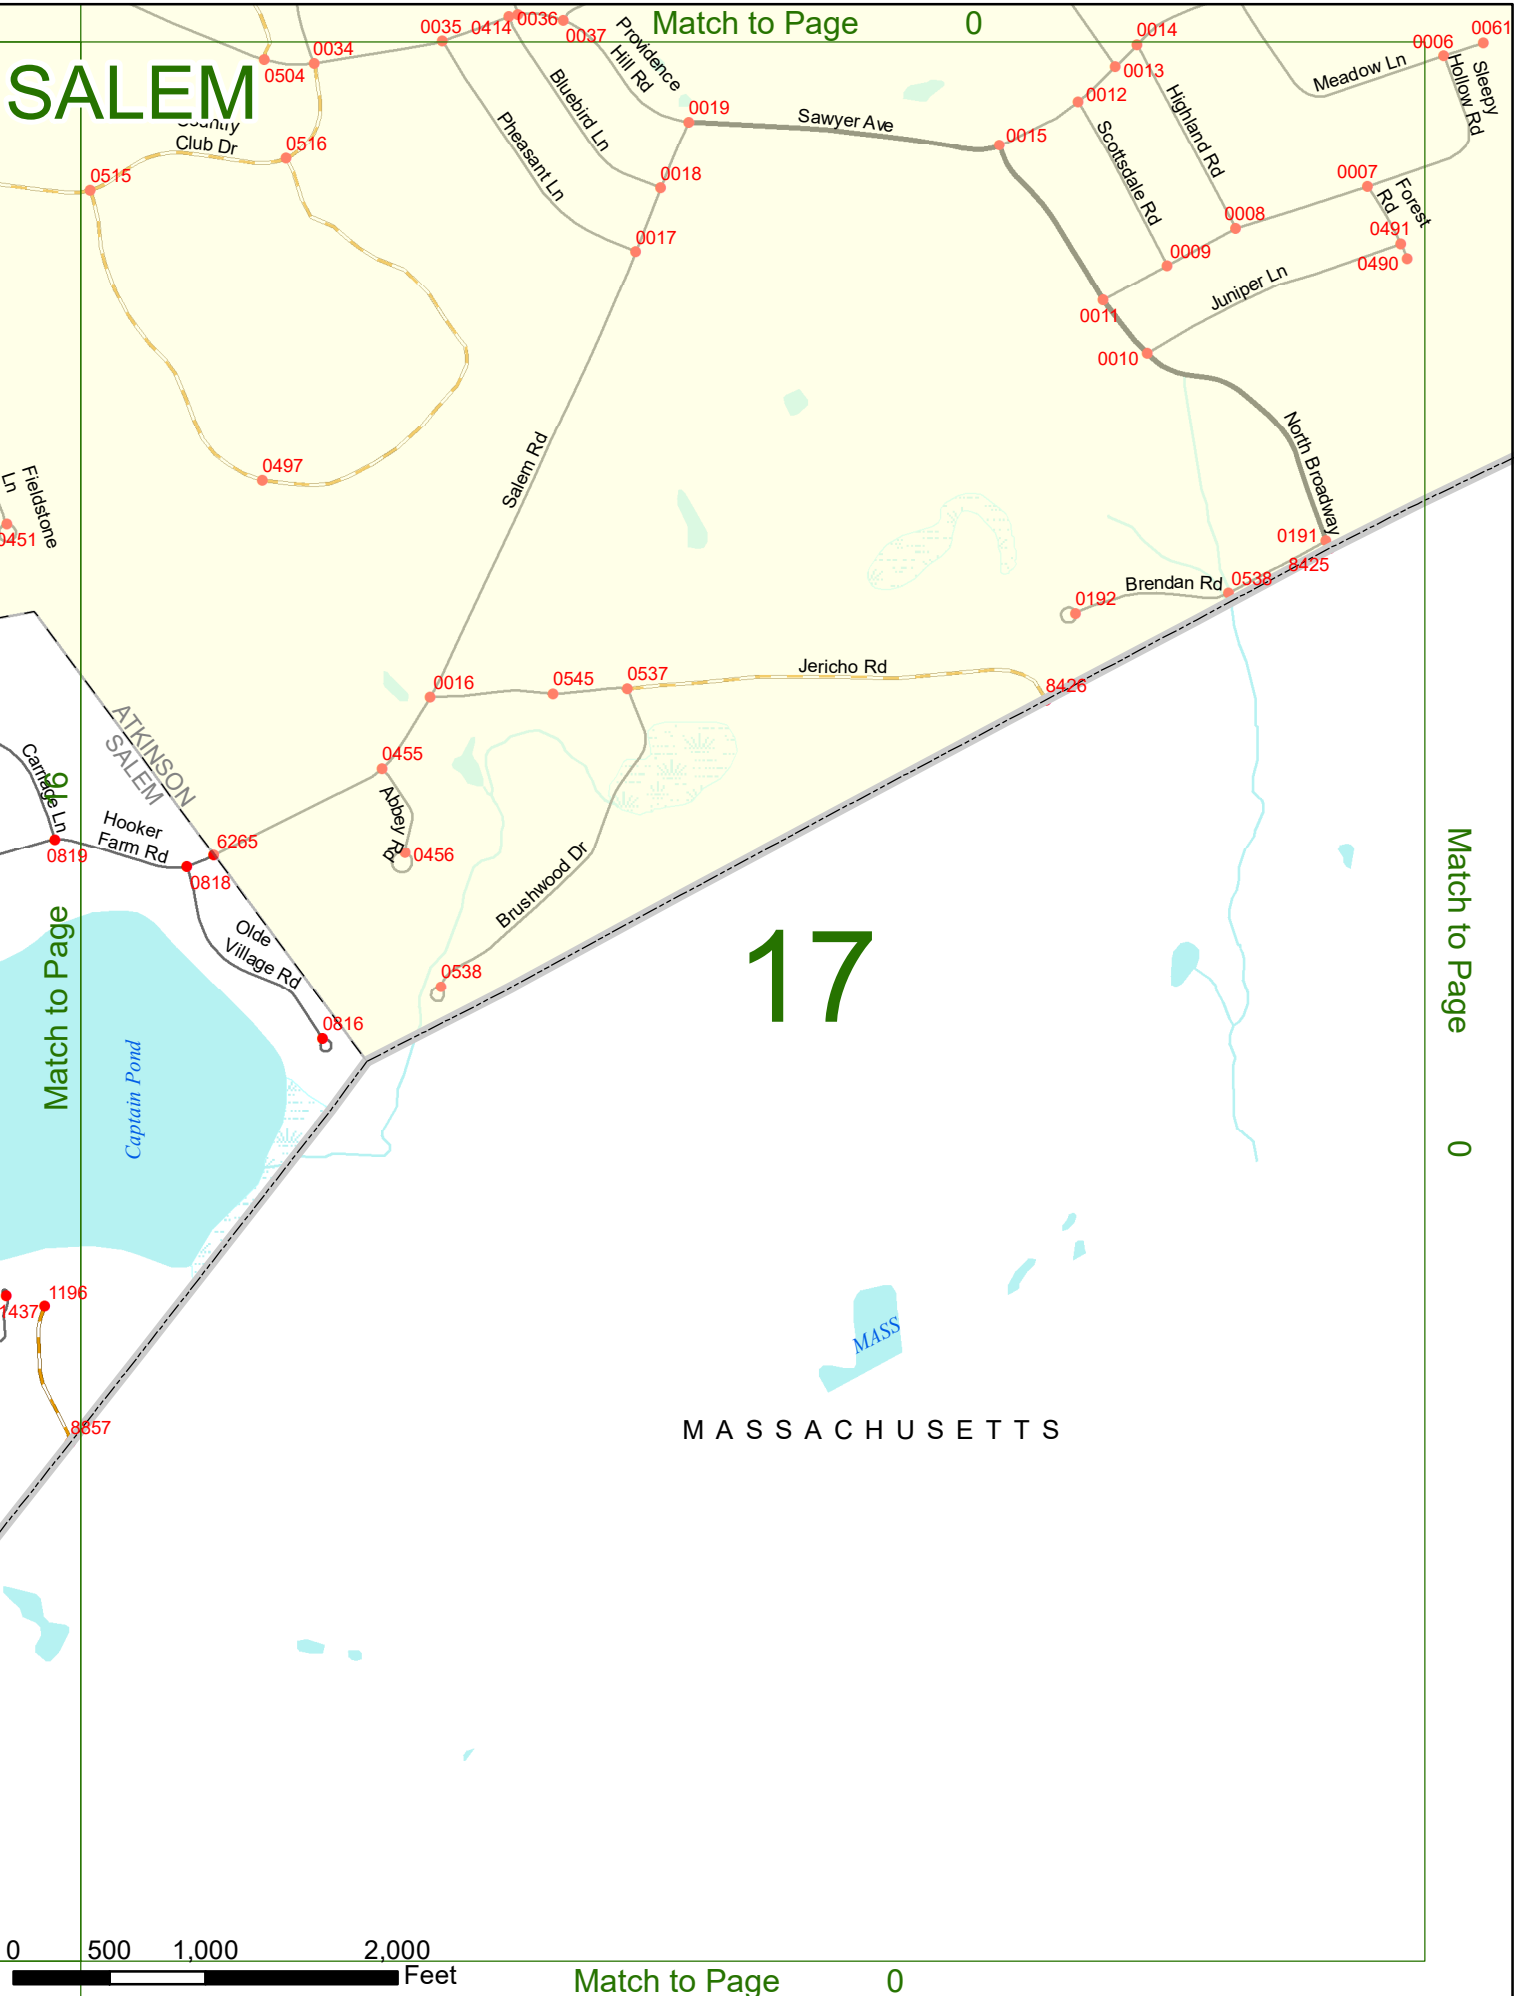 Match to Page 0
SALEM
0504
0034
0035
0414
0036
0037
Providence
Hill Rd
0014
0013
0012
0006
0061
Meadow Ln
Sleepy
Hollow Rd
Country
Club Dr
0516
0515
Pheasant Ln
Bluebird Ln
0019
Sawyer Ave
0015
Scottsdale Rd
Highland Rd
0018
0017
0007
Forest
Rd
0008
0491
0490
0009
Juniper Ln
0011
0010
Salem Rd
0497
North Broadway
Fieldstone
Ln
0451
0191
8425
0538
Brendan Rd
0192
0016
0545
0537
Jericho Rd
8426
ATKINSON
SALEM
0455
Abbey Rd
0456
Carriage Ln
Match to Page 16
0819
Hooker
Farm Rd
6265
0818
Olde
Village Rd
Brushwood Dr
0538
0816
17
Match to Page 0
Captain Pond
1437
1196
8857
MASS
MASSACHUSETTS
0 500 1,000 2,000
Feet
Match to Page 0